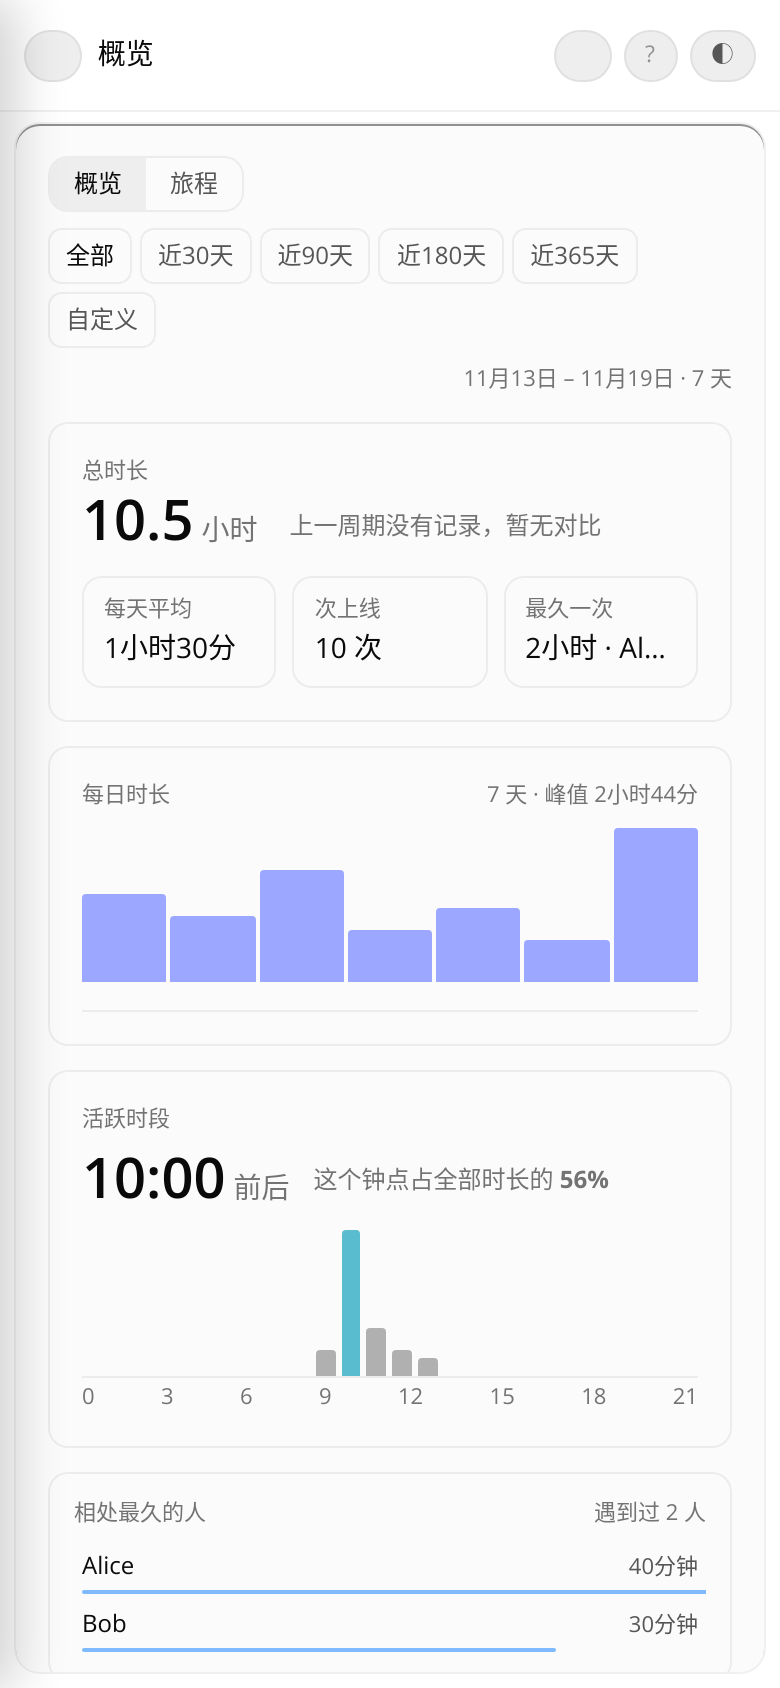 概览 ?
概览 旅程
全部 近30天 近90天 近180天 近365天
自定义
11月13日 – 11月19日 · 7 天
总时长
10.5 小时 上一周期没有记录，暂无对比
每天平均 次上线 最久一次
1小时30分 10 次 2小时 · Al...
每日时长 7 天 · 峰值 2小时44分
活跃时段
10:00 前后 这个钟点占全部时长的 56%
0 3 6 9 12 15 18 21
相处最久的人 遇到过 2 人
Alice 40分钟
Bob 30分钟